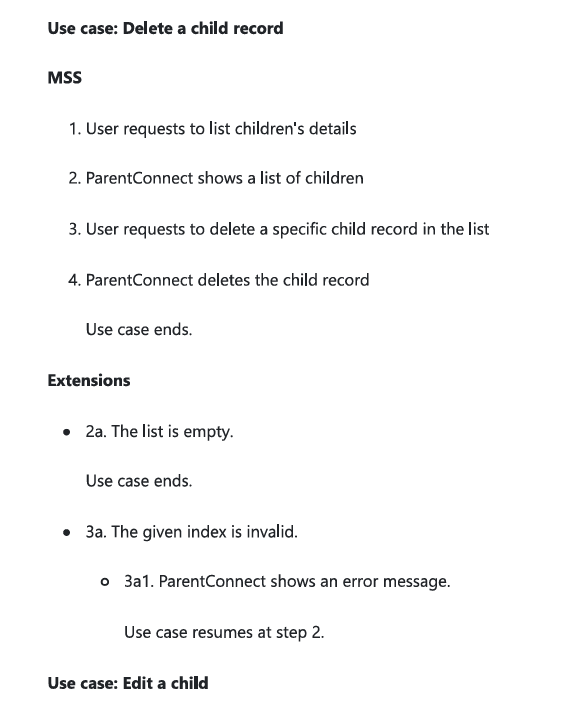 Use case: Delete a child record
MSS
1. User requests to list children's details
2. ParentConnect shows a list of children
3. User requests to delete a specific child record in the list
4. ParentConnect deletes the child record
Use case ends.
Extensions
• 2a. The list is empty.
Use case ends.
• 3a. The given index is invalid.
○ 3a1. ParentConnect shows an error message.
Use case resumes at step 2.
Use case: Edit a child